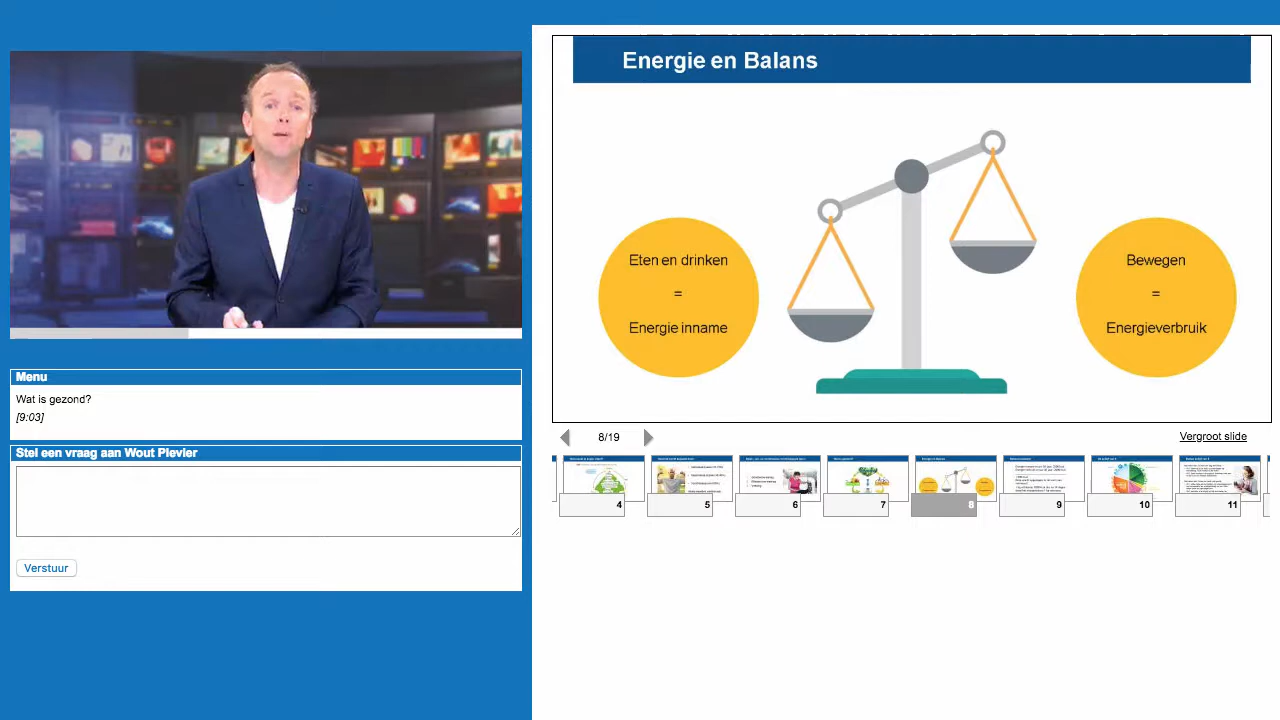 Energie en Balans
Eten en drinken
=
Energie inname
Bewegen
=
Energieverbruik
Menu
Wat is gezond?
[9:03]
Stel een vraag aan Wout Plevier
Verstuur
8/19
Vergroot slide
4
5
6
7
8
9
10
11